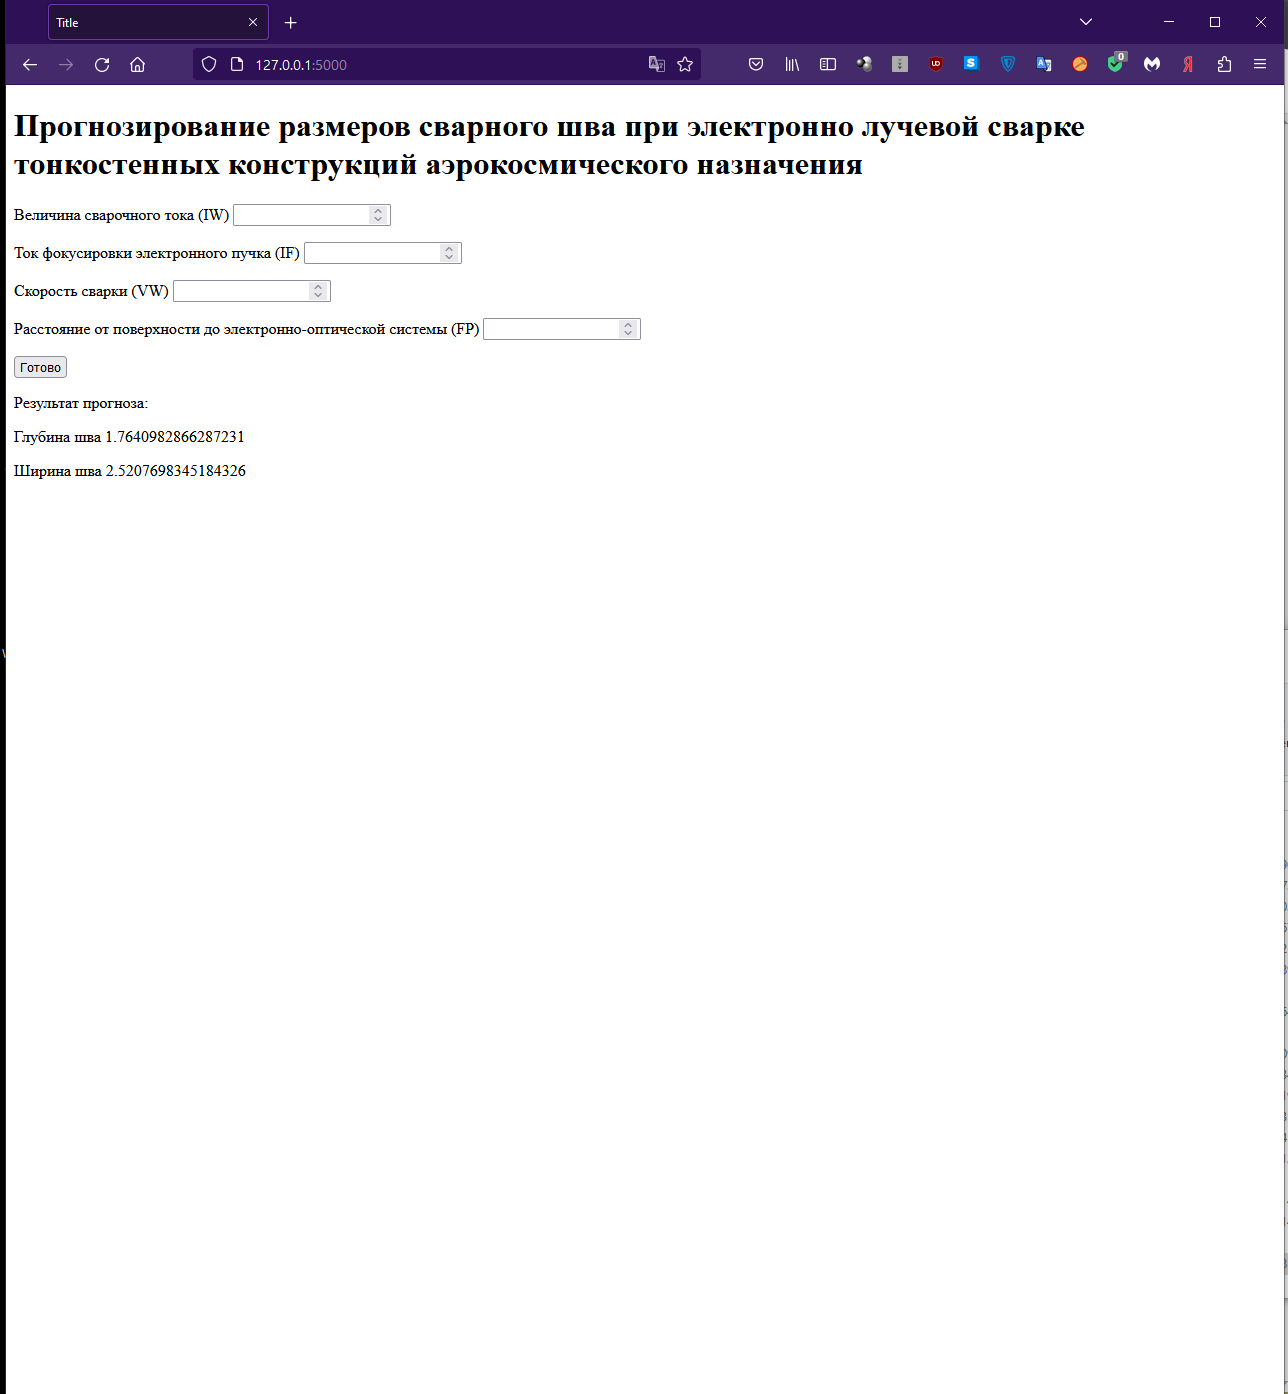 Title
127.0.0.1:5000
0
Прогнозирование размеров сварного шва при электронно лучевой сварке
тонкостенных конструкций аэрокосмического назначения
Величина сварочного тока (IW)
Ток фокусировки электронного пучка (IF)
Скорость сварки (VW)
Расстояние от поверхности до электронно-оптической системы (FP)
Готово
Результат прогноза:
Глубина шва 1.7640982866287231
Ширина шва 2.5207698345184326